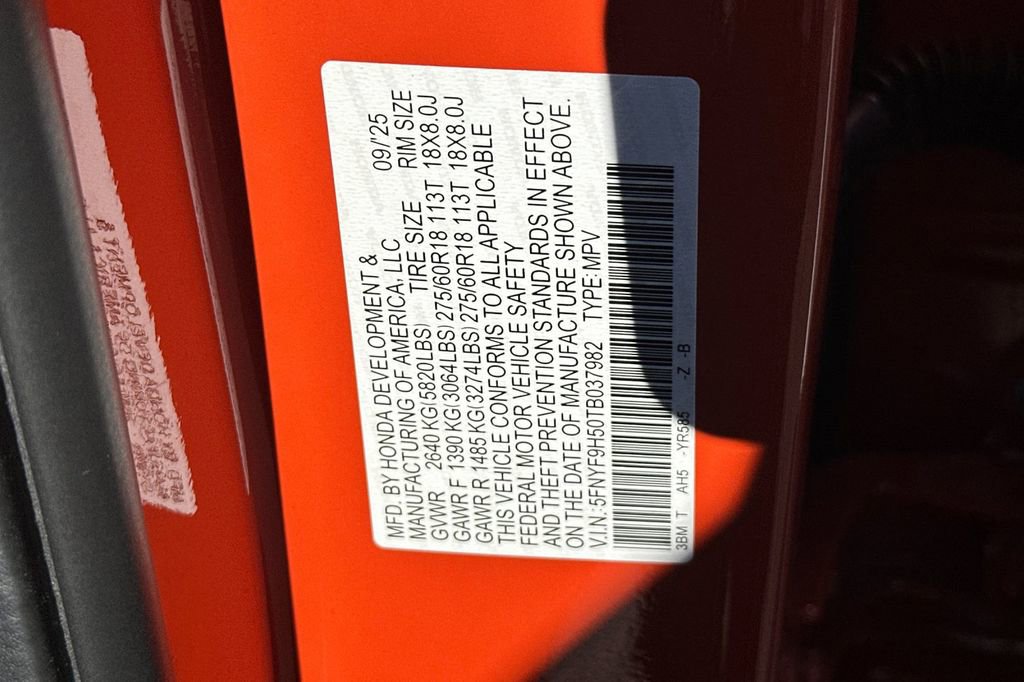 MFD. BY HONDA DEVELOPMENT & 09/'25
MANUFACTURING OF AMERICA, LLC
GVWR 2640 KG(5820LBS) TIRE SIZE RIM SIZE
GAWR F 1390 KG(3064LBS) 275/60R18 113T 18X8.0J
GAWR R 1485 KG(3274LBS) 275/60R18 113T 18X8.0J
THIS VEHICLE CONFORMS TO ALL APPLICABLE
FEDERAL MOTOR VEHICLE SAFETY
AND THEFT PREVENTION STANDARDS IN EFFECT
ON THE DATE OF MANUFACTURE SHOWN ABOVE.
V.I.N.:5FNYF9H50TB037982 TYPE:MPV
3BM T AH5 -YR585 -Z -B